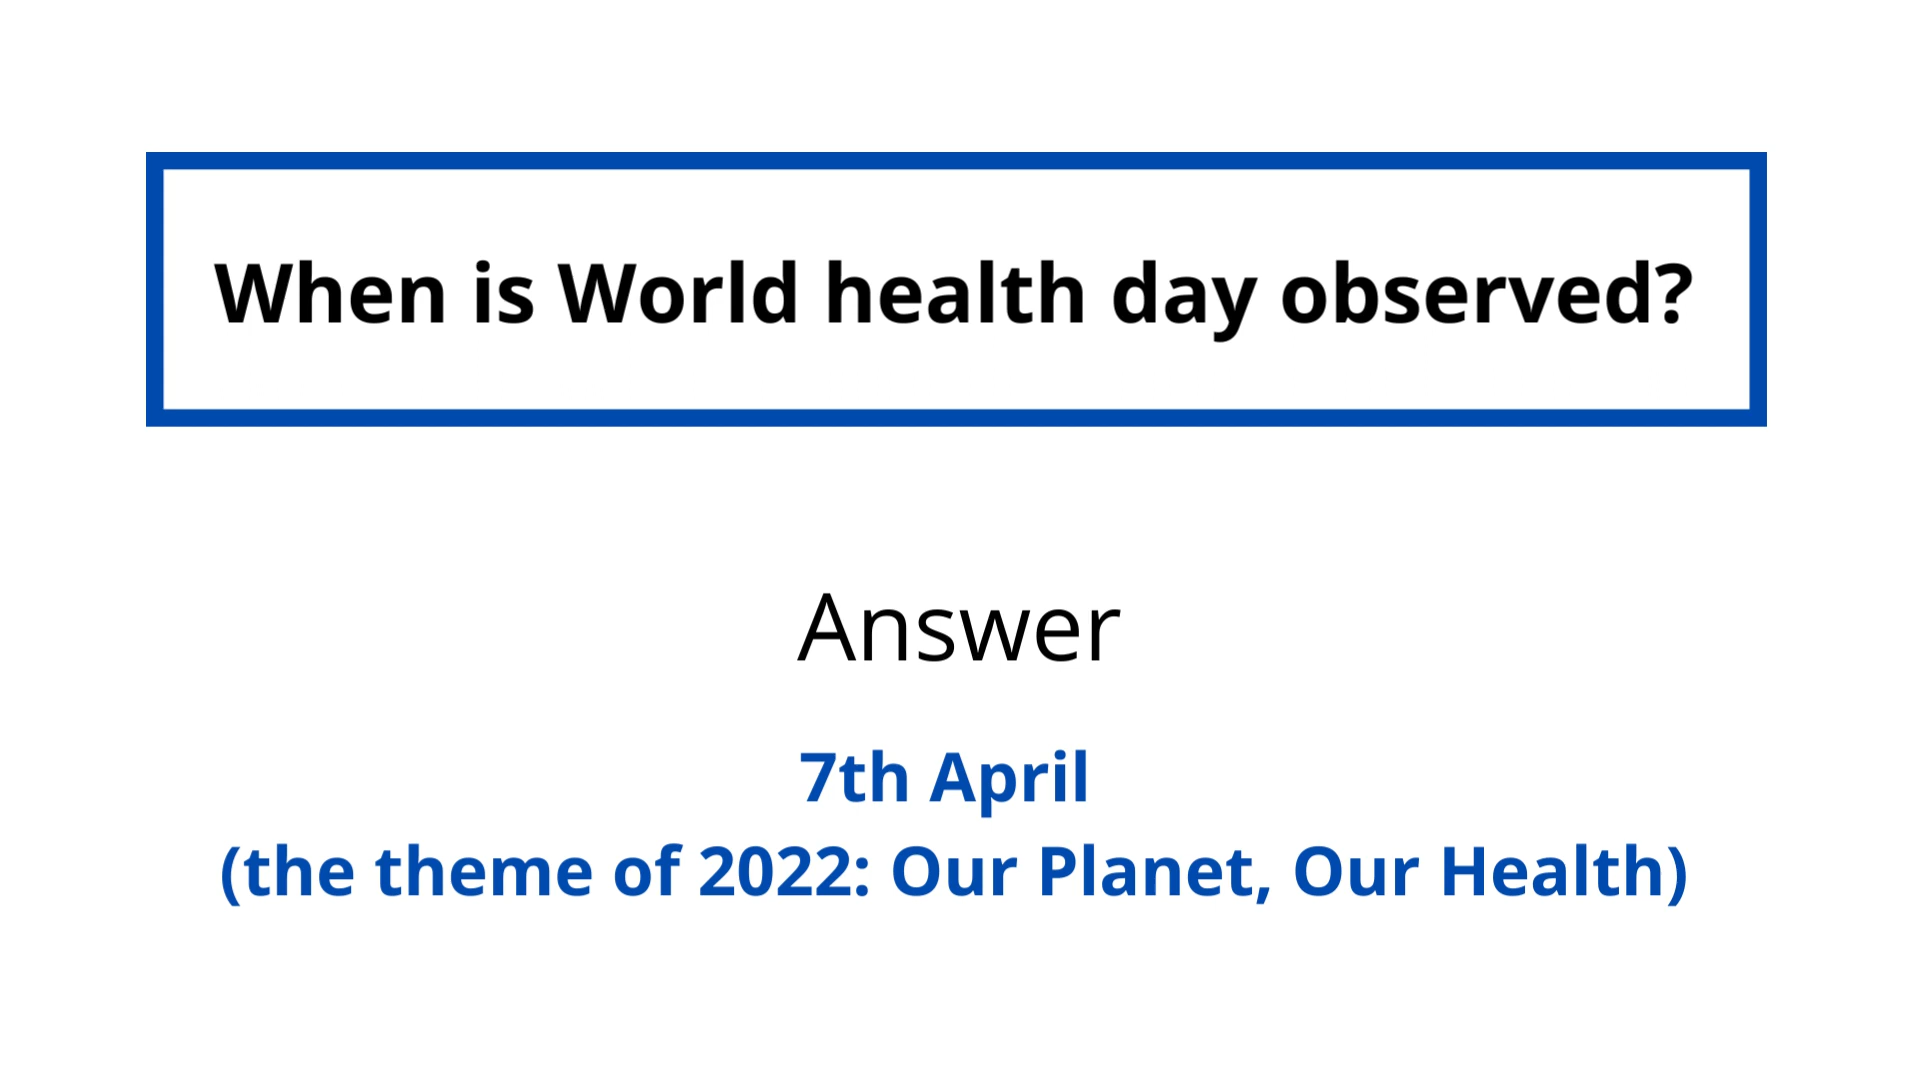 When is World health day observed?
Answer
7th April
(the theme of 2022: Our Planet, Our Health)